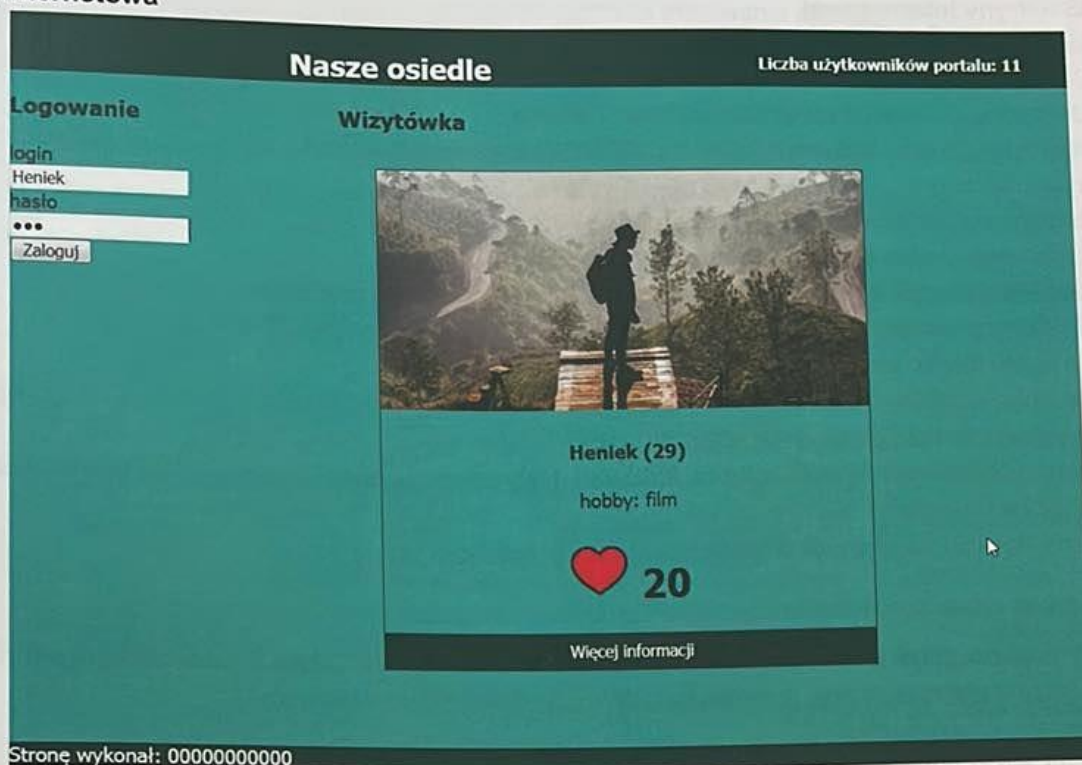 Nasze osiedle
Liczba użytkowników portalu: 11
Logowanie
login
Heniek
hasło
•••
Zaloguj
Wizytówka
Heniek (29)
hobby: film
20
Więcej informacji
Stronę wykonał: 00000000000